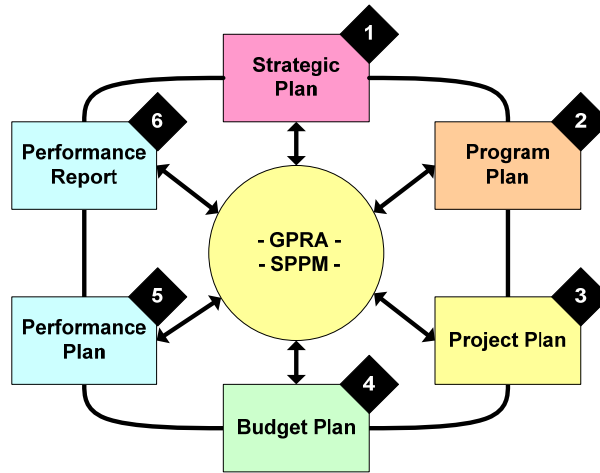 1
Strategic
Plan
2
Program
Plan
3
Project Plan
4
Budget Plan
5
Performance
Plan
6
Performance
Report
- GPRA -
- SPPM -